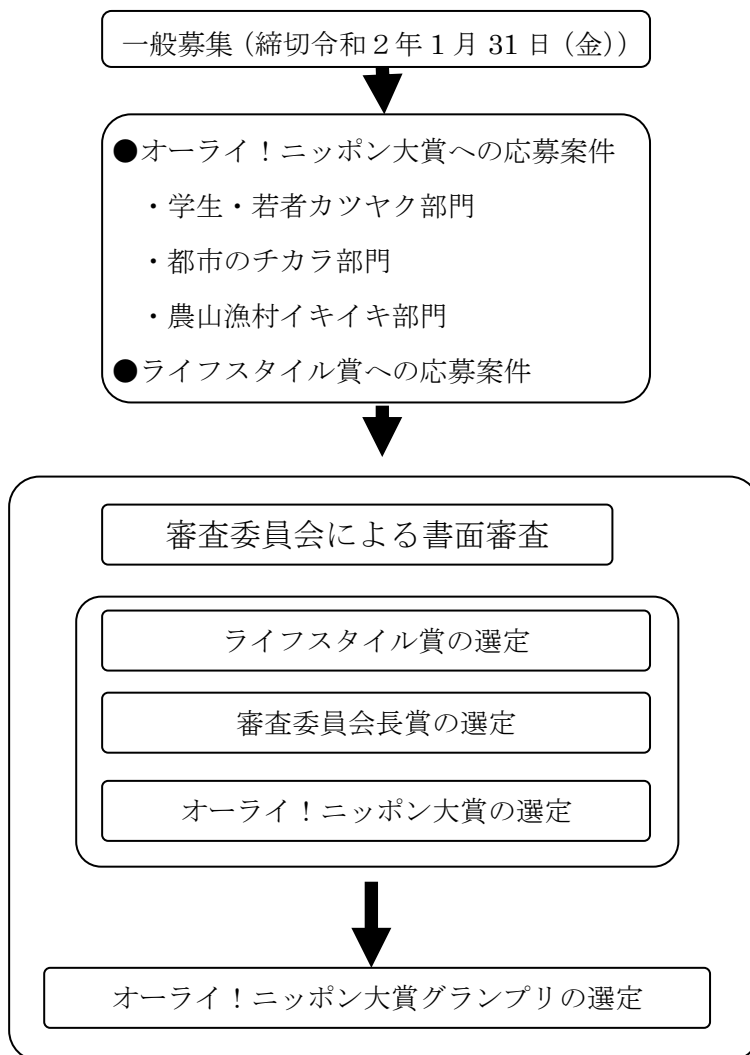 一般募集（締切令和２年１月 31 日（金））
●オーライ！ニッポン大賞への応募案件
・学生・若者カツヤク部門
・都市のチカラ部門
・農山漁村イキイキ部門
●ライフスタイル賞への応募案件
審査委員会による書面審査
ライフスタイル賞の選定
審査委員会長賞の選定
オーライ！ニッポン大賞の選定
オーライ！ニッポン大賞グランプリの選定